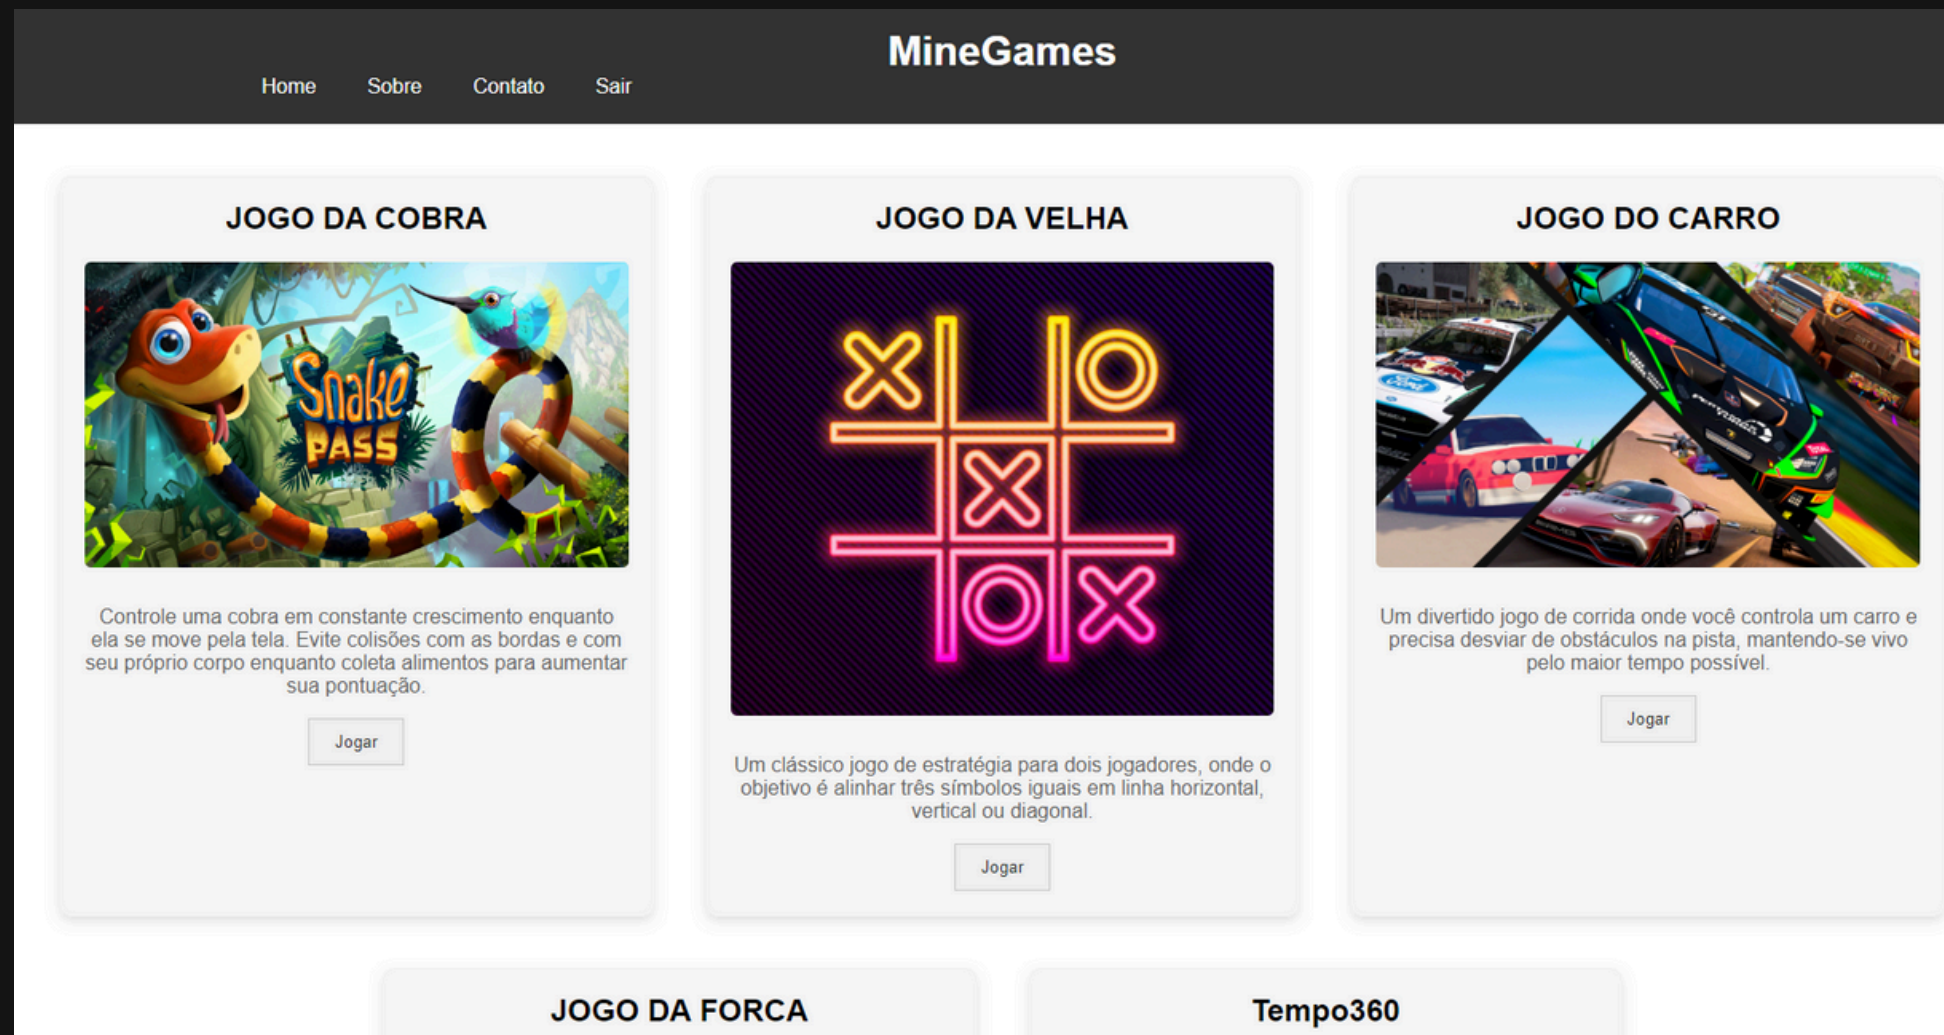 MineGames
Home Sobre Contato Sair
JOGO DA COBRA
Snake
PASS
Controle uma cobra em constante crescimento enquanto
ela se move pela tela. Evite colisões com as bordas e com
seu próprio corpo enquanto coleta alimentos para aumentar
sua pontuação.
Jogar
JOGO DA VELHA
X O
X
O X
Um clássico jogo de estratégia para dois jogadores, onde o
objetivo é alinhar três símbolos iguais em linha horizontal,
vertical ou diagonal.
Jogar
JOGO DO CARRO
Ford
Um divertido jogo de corrida onde você controla um carro e
precisa desviar de obstáculos na pista, mantendo-se vivo
pelo maior tempo possível.
Jogar
JOGO DA FORCA
Tempo360